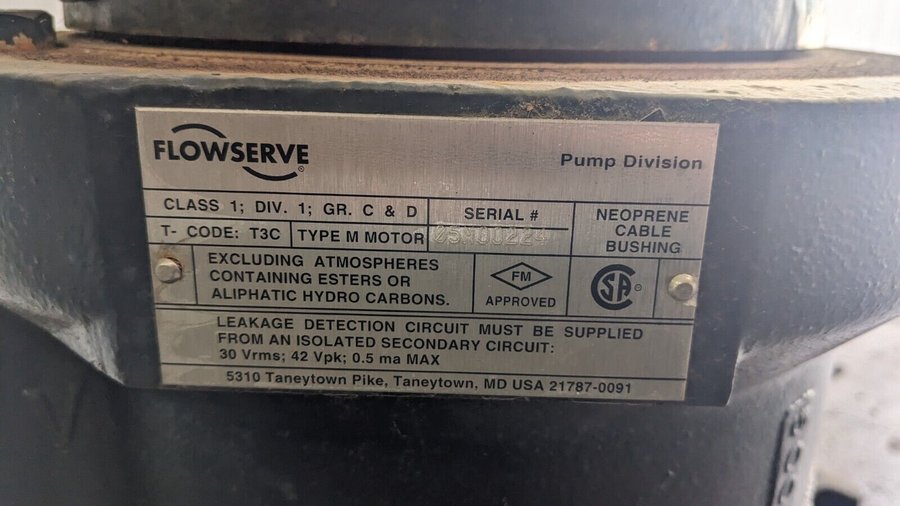 FLOWSERVE
Pump Division
CLASS 1; DIV. 1; GR. C & D
SERIAL #
NEOPRENE
CABLE
BUSHING
T- CODE: T3C
TYPE M MOTOR
EXCLUDING ATMOSPHERES
CONTAINING ESTERS OR
ALIPHATIC HYDRO CARBONS.
FM
APPROVED
SA
LEAKAGE DETECTION CIRCUIT MUST BE SUPPLIED
FROM AN ISOLATED SECONDARY CIRCUIT:
30 Vrms; 42 Vpk; 0.5 ma MAX
5310 Taneytown Pike, Taneytown, MD USA 21787-0091